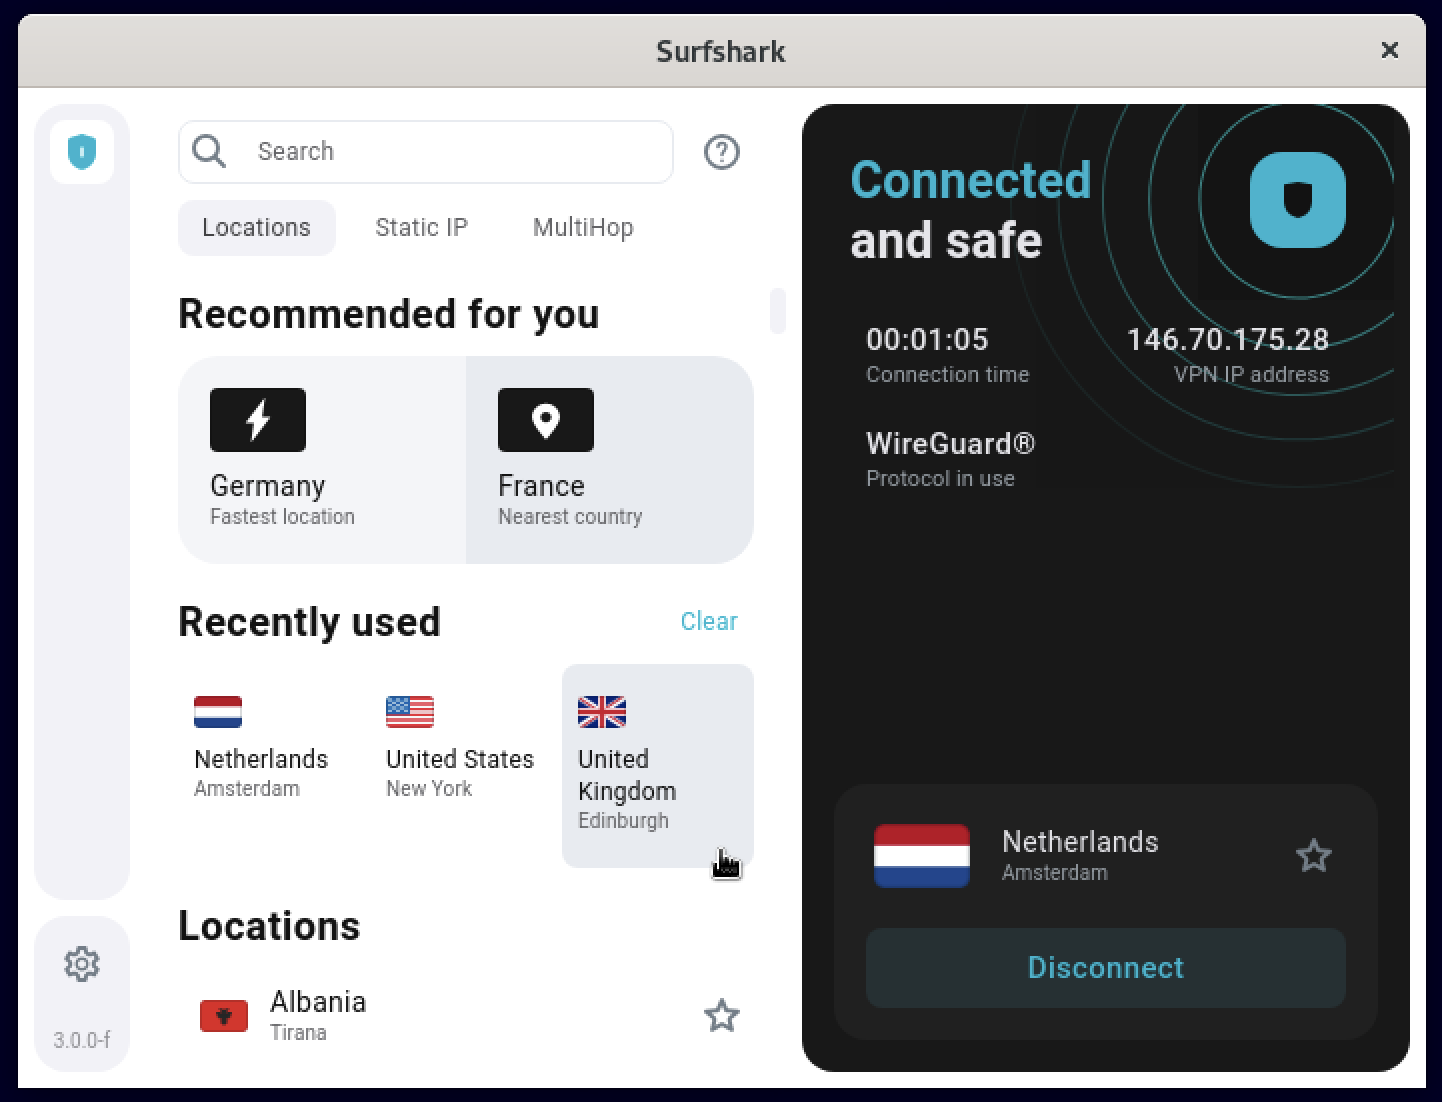 Surfshark
Search
Locations
Static IP
MultiHop
Recommended for you
Germany
Fastest location
France
Nearest country
Recently used
Clear
Netherlands
Amsterdam
United States
New York
United
Kingdom
Edinburgh
Locations
Albania
Tirana
3.0.0-f
Connected
and safe
00:01:05
Connection time
146.70.175.28
VPN IP address
WireGuard®
Protocol in use
Netherlands
Amsterdam
Disconnect